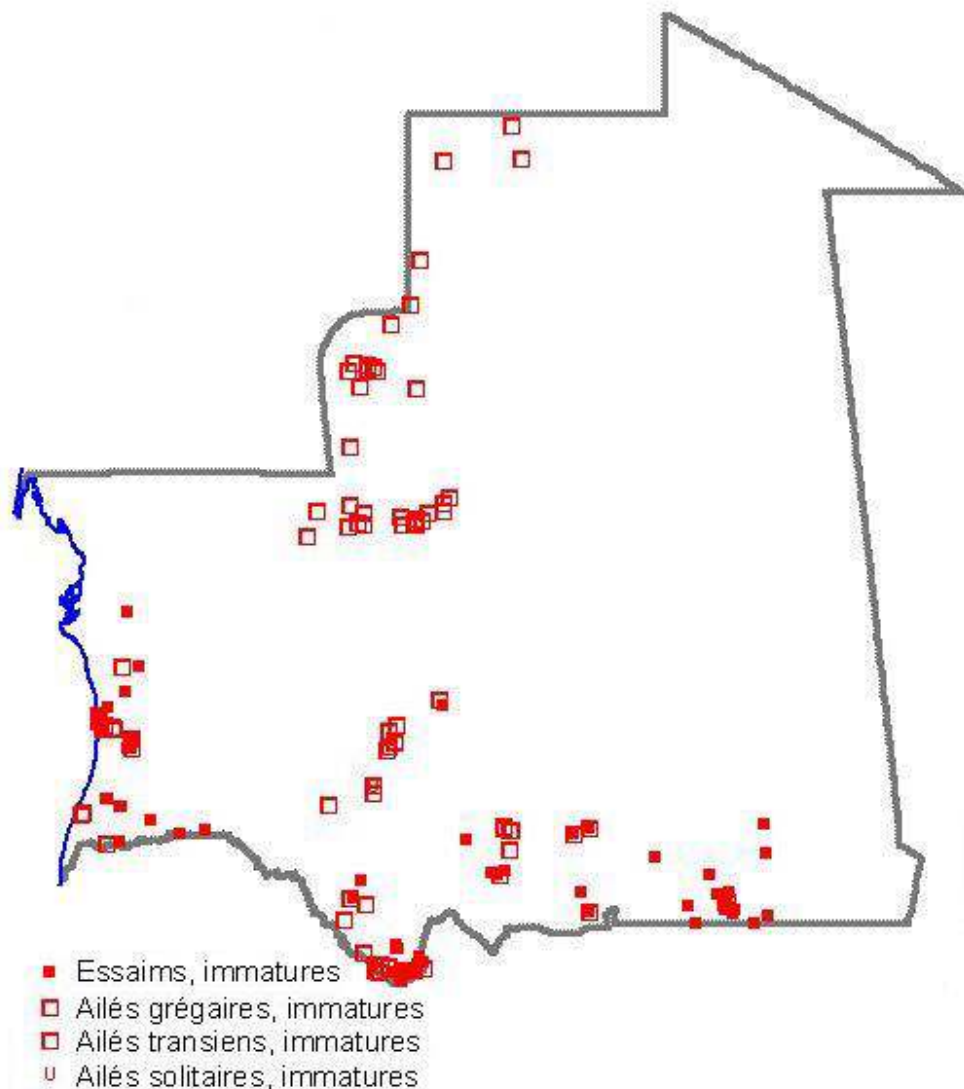 Essaims, immatures
Ailés grégaires, immatures
Ailés transiens, immatures
Ailés solitaires, immatures